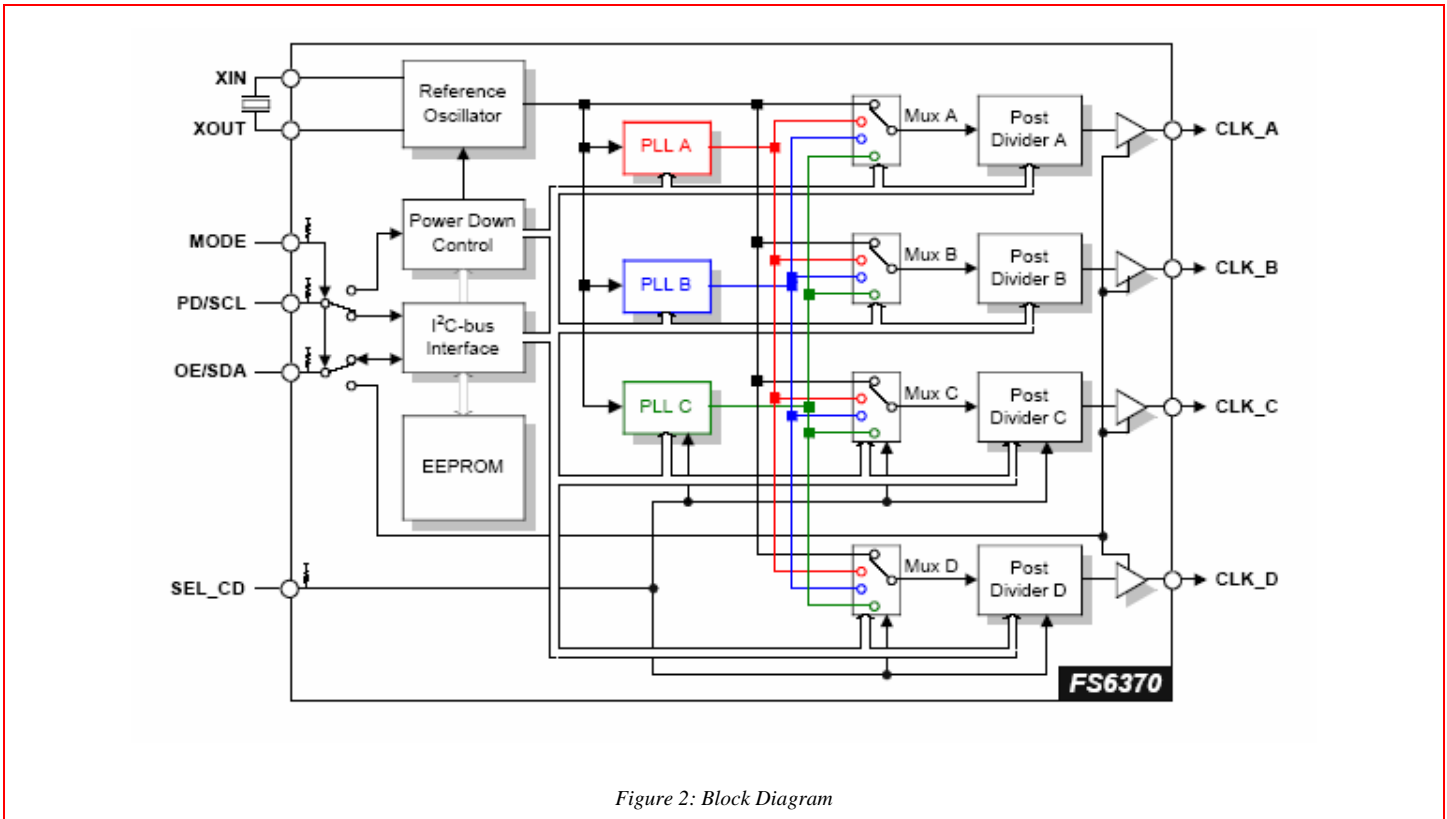 XIN
XOUT
MODE
PD/SCL
OE/SDA
SEL_CD
Reference
Oscillator
Power Down
Control
I²C-bus
Interface
EEPROM
PLL A
PLL B
PLL C
Mux A
Mux B
Mux C
Mux D
Post
Divider A
Post
Divider B
Post
Divider C
Post
Divider D
CLK_A
CLK_B
CLK_C
CLK_D
FS6370
Figure 2: Block Diagram